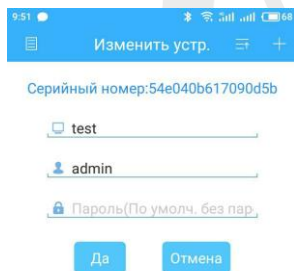 9:51 68
Изменить устр.
Серийный номер:54e040b617090d5b
test
admin
Пароль(По умолч. без пар.
Да Отмена